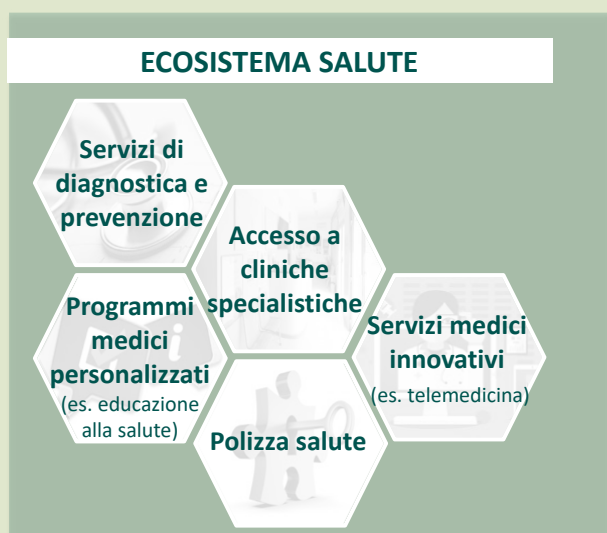 ECOSISTEMA SALUTE
Servizi di
diagnostica e
prevenzione
Accesso a
cliniche
specialistiche
Programmi
medici
personalizzati
(es. educazione
alla salute)
Servizi medici
innovativi
(es. telemedicina)
Polizza salute